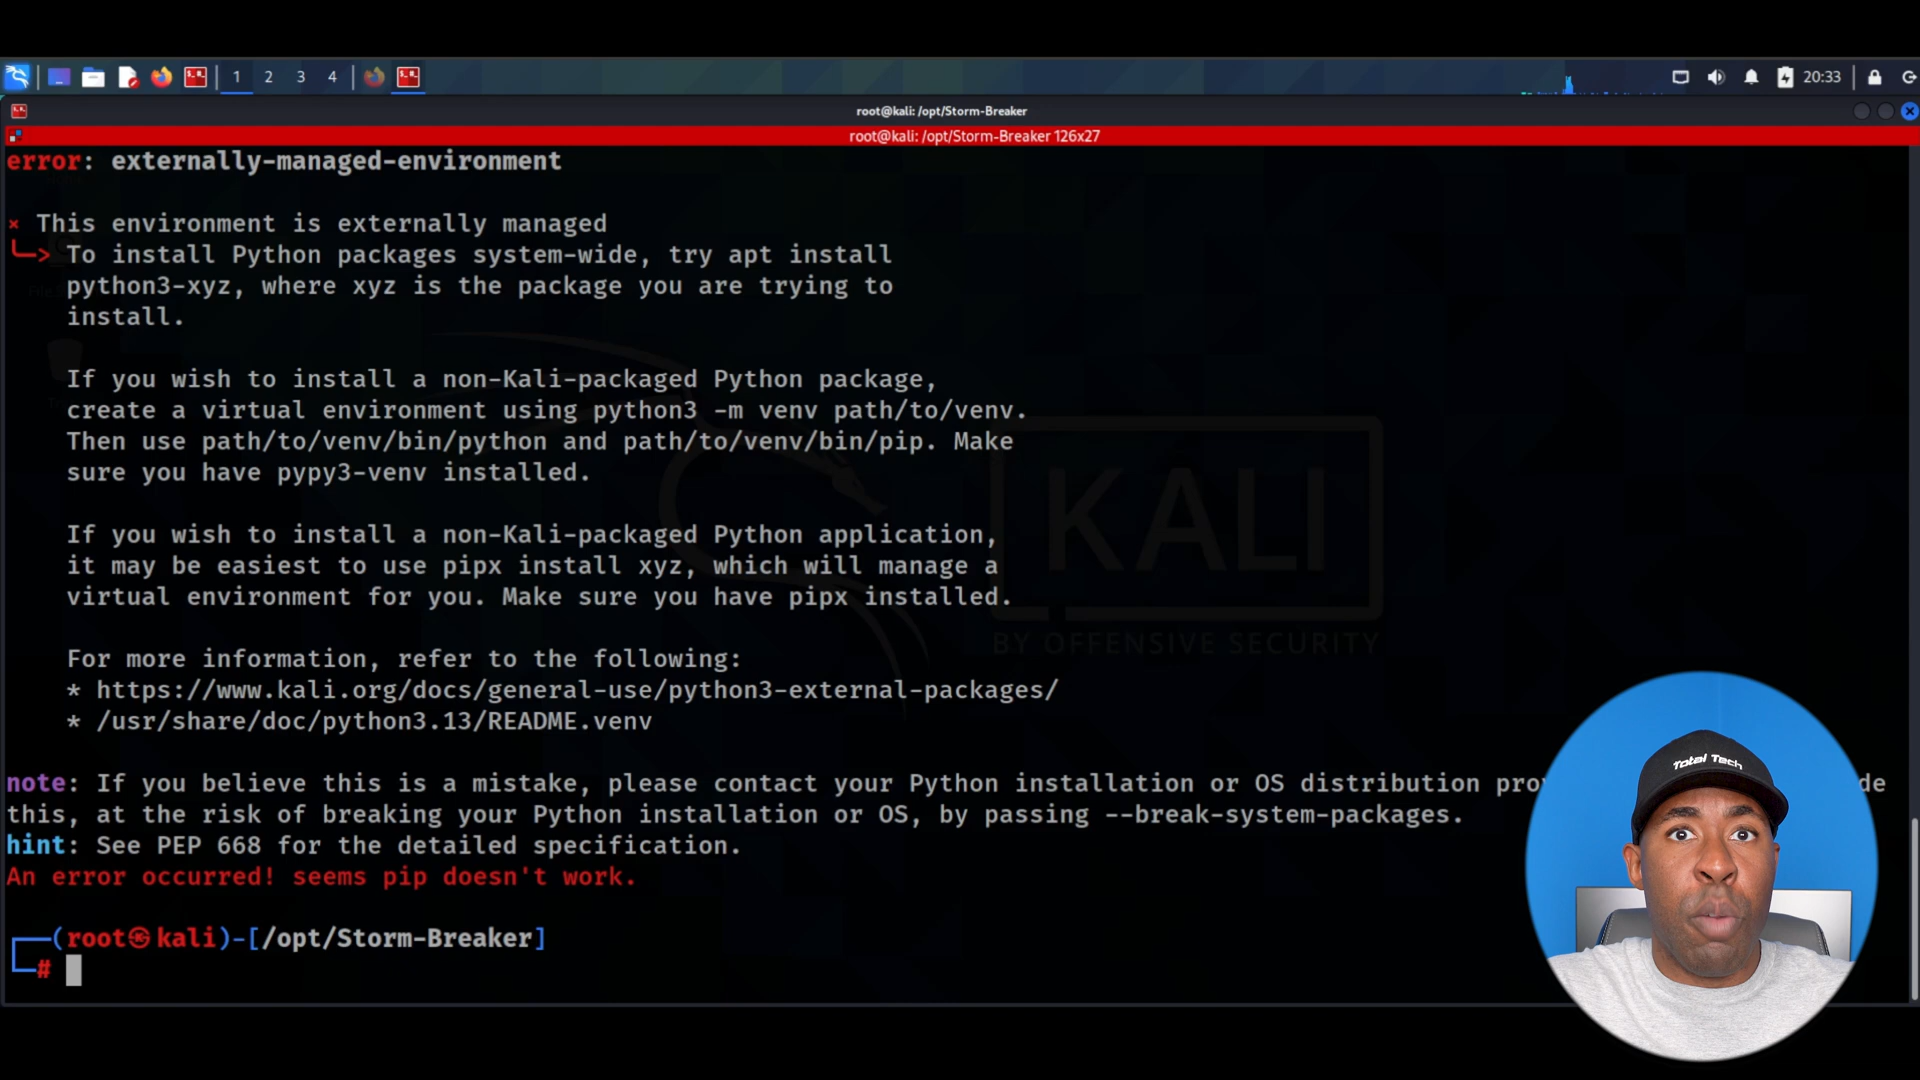 1 2 3 4 20:33
root@kali: /opt/Storm-Breaker
root@kali: /opt/Storm-Breaker 126x27
error: externally-managed-environment
× This environment is externally managed
╰─> To install Python packages system-wide, try apt install
python3-xyz, where xyz is the package you are trying to
install.
If you wish to install a non-Kali-packaged Python package,
create a virtual environment using python3 -m venv path/to/venv.
Then use path/to/venv/bin/python and path/to/venv/bin/pip. Make
sure you have pypy3-venv installed.
If you wish to install a non-Kali-packaged Python application,
it may be easiest to use pipx install xyz, which will manage a
virtual environment for you. Make sure you have pipx installed.
For more information, refer to the following:
* https://www.kali.org/docs/general-use/python3-external-packages/
* /usr/share/doc/python3.13/README.venv
note: If you believe this is a mistake, please contact your Python installation or OS distribution
this, at the risk of breaking your Python installation or OS, by passing --break-system-packages.
hint: See PEP 668 for the detailed specification.
An error occurred! seems pip doesn't work.
┌──(root㉿kali)-[/opt/Storm-Breaker]
└─#
KALI
BY OFFENSIVE SECURITY
Total Tech